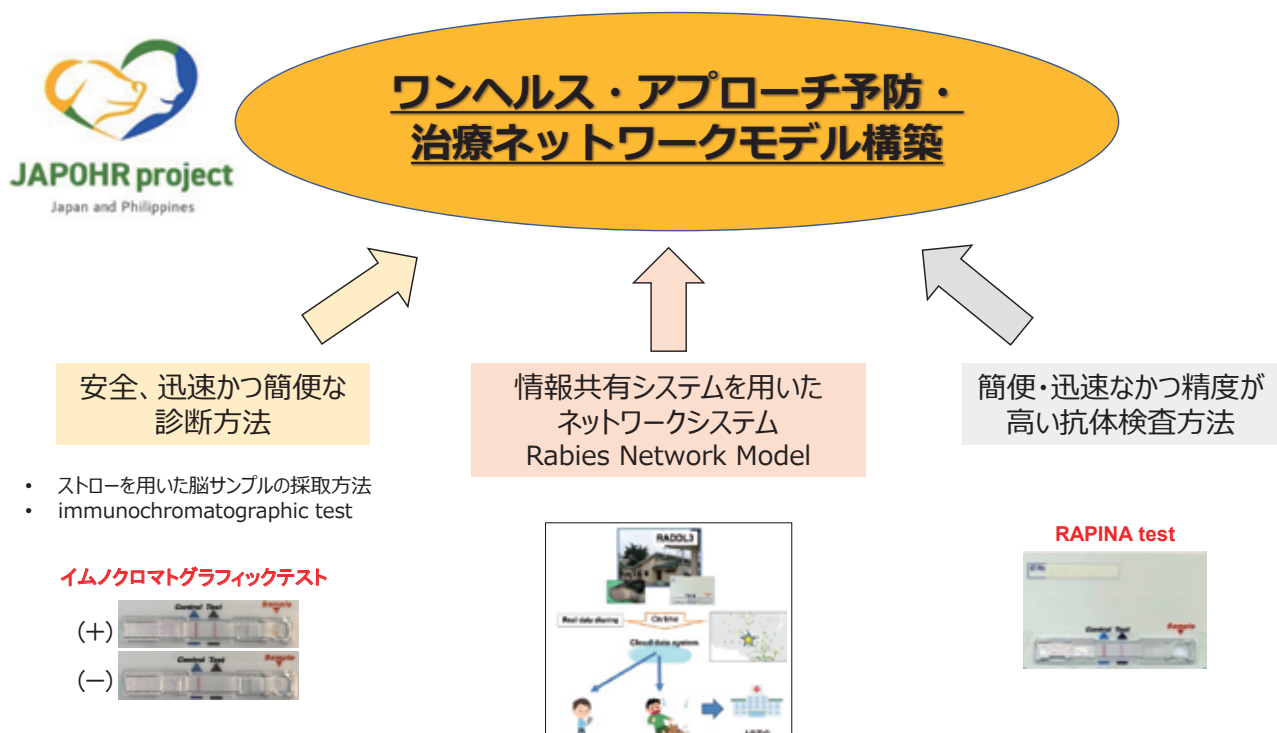 ワンヘルス・アプローチ予防・
治療ネットワークモデル構築
JAPOHR project
Japan and Philippines
安全、迅速かつ簡便な
診断方法
• ストローを用いた脳サンプルの採取方法
• immunochromatographic test
イムノクロマトグラフィックテスト
Control Test Sample
(+)
Control Test Sample
(−)
情報共有システムを用いた
ネットワークシステム
Rabies Network Model
RADDL3
Real data sharing
On time
Cloud data system
簡便・迅速なかつ精度が
高い抗体検査方法
RAPINA test
Control Test Sample